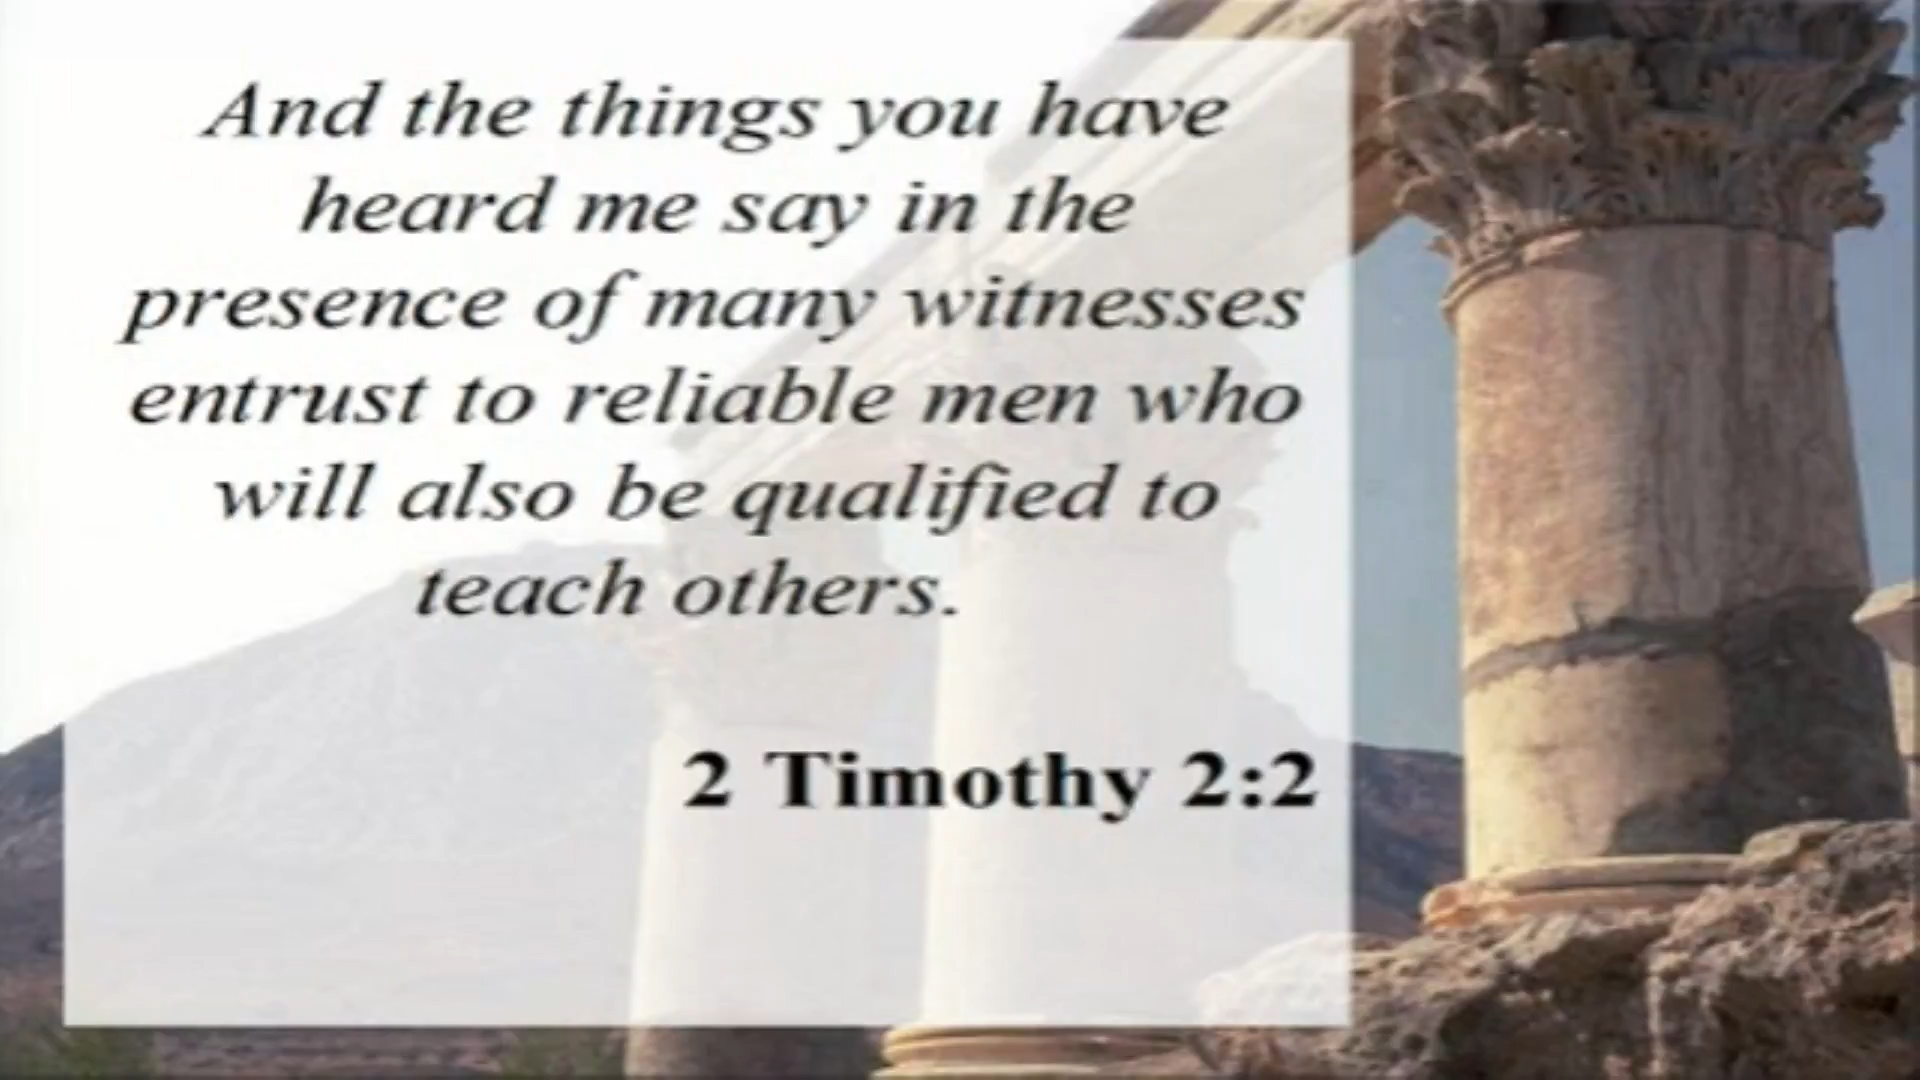 And the things you have
heard me say in the
presence of many witnesses
entrust to reliable men who
will also be qualified to
teach others.
2 Timothy 2:2